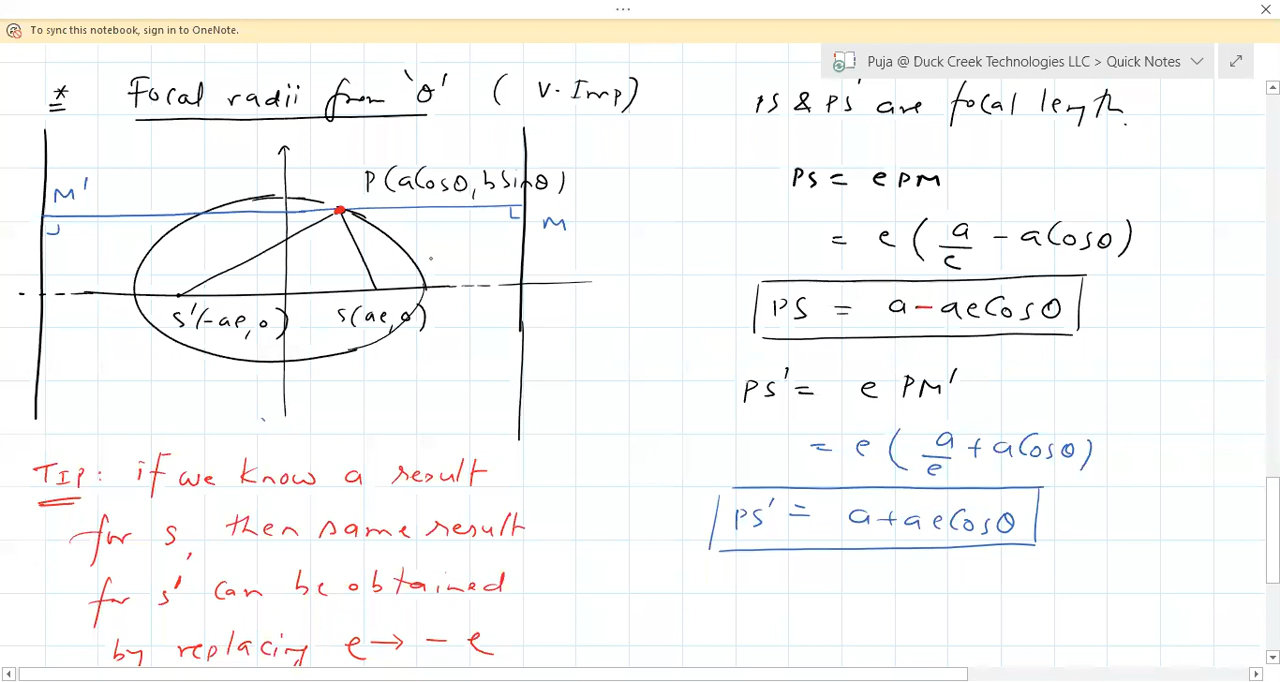 To sync this notebook, sign in to OneNote.
Puja @ Duck Creek Technologies LLC > Quick Notes
* Focal radii from 'θ' ( V. Imp)
M'
P(aCosθ, bSinθ)
M
S'(-ae, 0)
S(ae, 0)
TIP: if we know a result
for S, then same result
for S' can be obtained
by replacing e → - e
PS & PS' are focal length.
PS = e PM
= e ( a/e - aCosθ )
PS = a - aeCosθ
PS' = e PM'
= e ( a/e + aCosθ )
PS' = a + aeCosθ